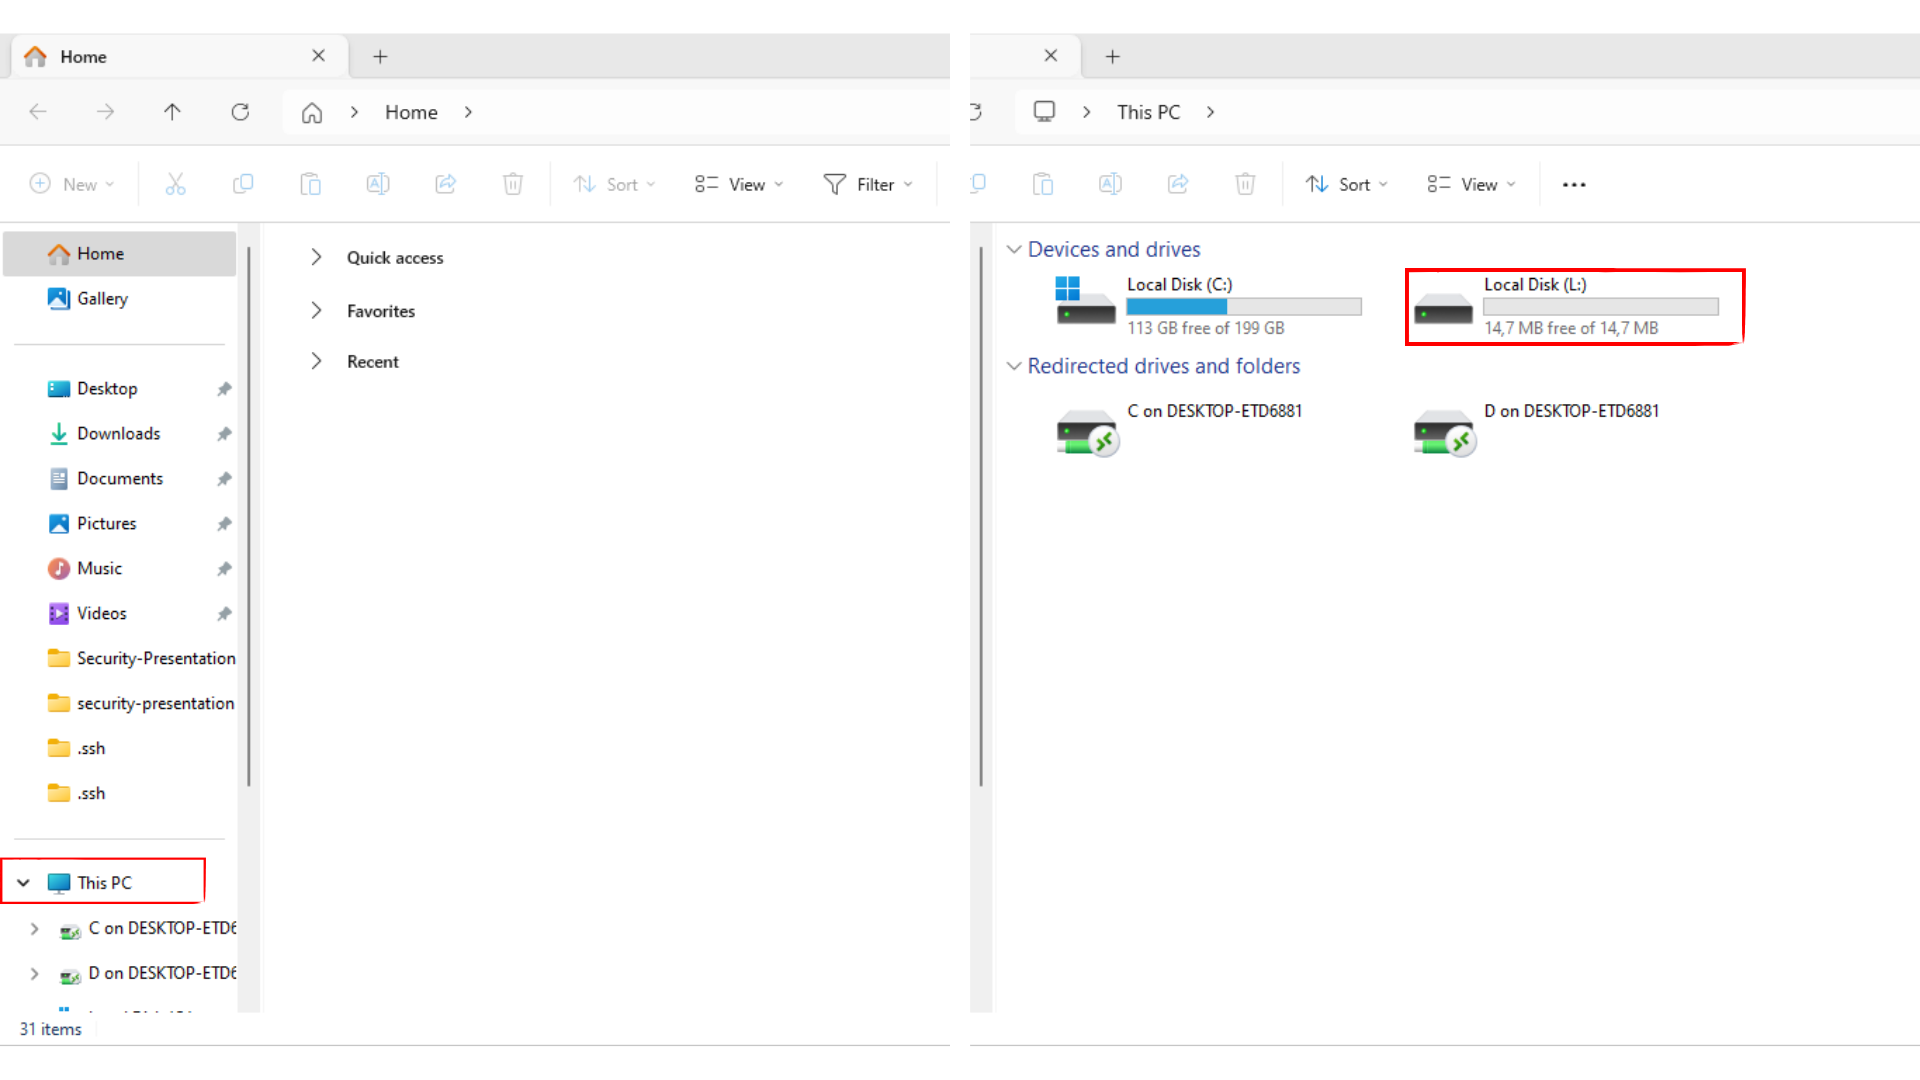 Home
Home
New
Sort
View
Filter
Home
Gallery
Desktop
Downloads
Documents
Pictures
Music
Videos
Security-Presentation
security-presentation
.ssh
.ssh
This PC
C on DESKTOP-ETD6
D on DESKTOP-ETD6
31 items
Quick access
Favorites
Recent
This PC
Sort
View
Devices and drives
Local Disk (C:)
113 GB free of 199 GB
Local Disk (L:)
14,7 MB free of 14,7 MB
Redirected drives and folders
C on DESKTOP-ETD6881
D on DESKTOP-ETD6881